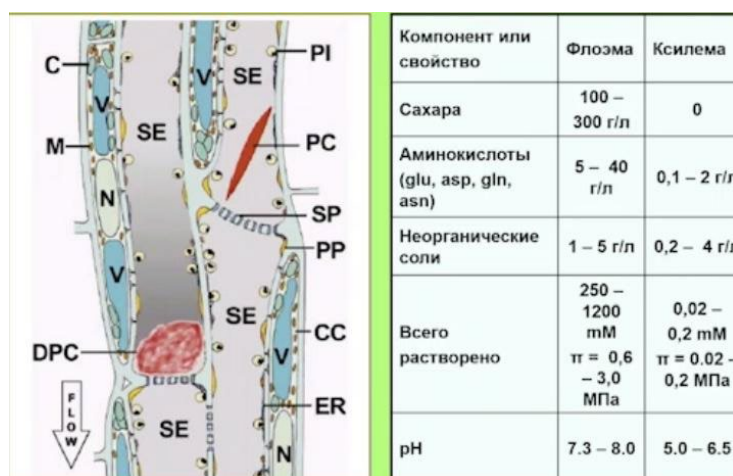 C
V
M
N
V
DPC
FLOW
SE
SE
V
SE
SE
PI
PC
SP
PP
CC
V
ER
N
Компонент или свойство
Флоэма
Ксилема
Сахара
100 –
300 г/л
0
Аминокислоты
(glu, asp, gln,
asn)
5 – 40
г/л
0,1 – 2 г/л
Неорганические
соли
1 – 5 г/л
0,2 – 4 г/л
Всего
растворено
250 –
1200
mM
π = 0,6
– 3,0
МПа
0,02 –
0,2 mM
π = 0.02 –
0,2 МПа
pH
7.3 – 8.0
5.0 – 6.5